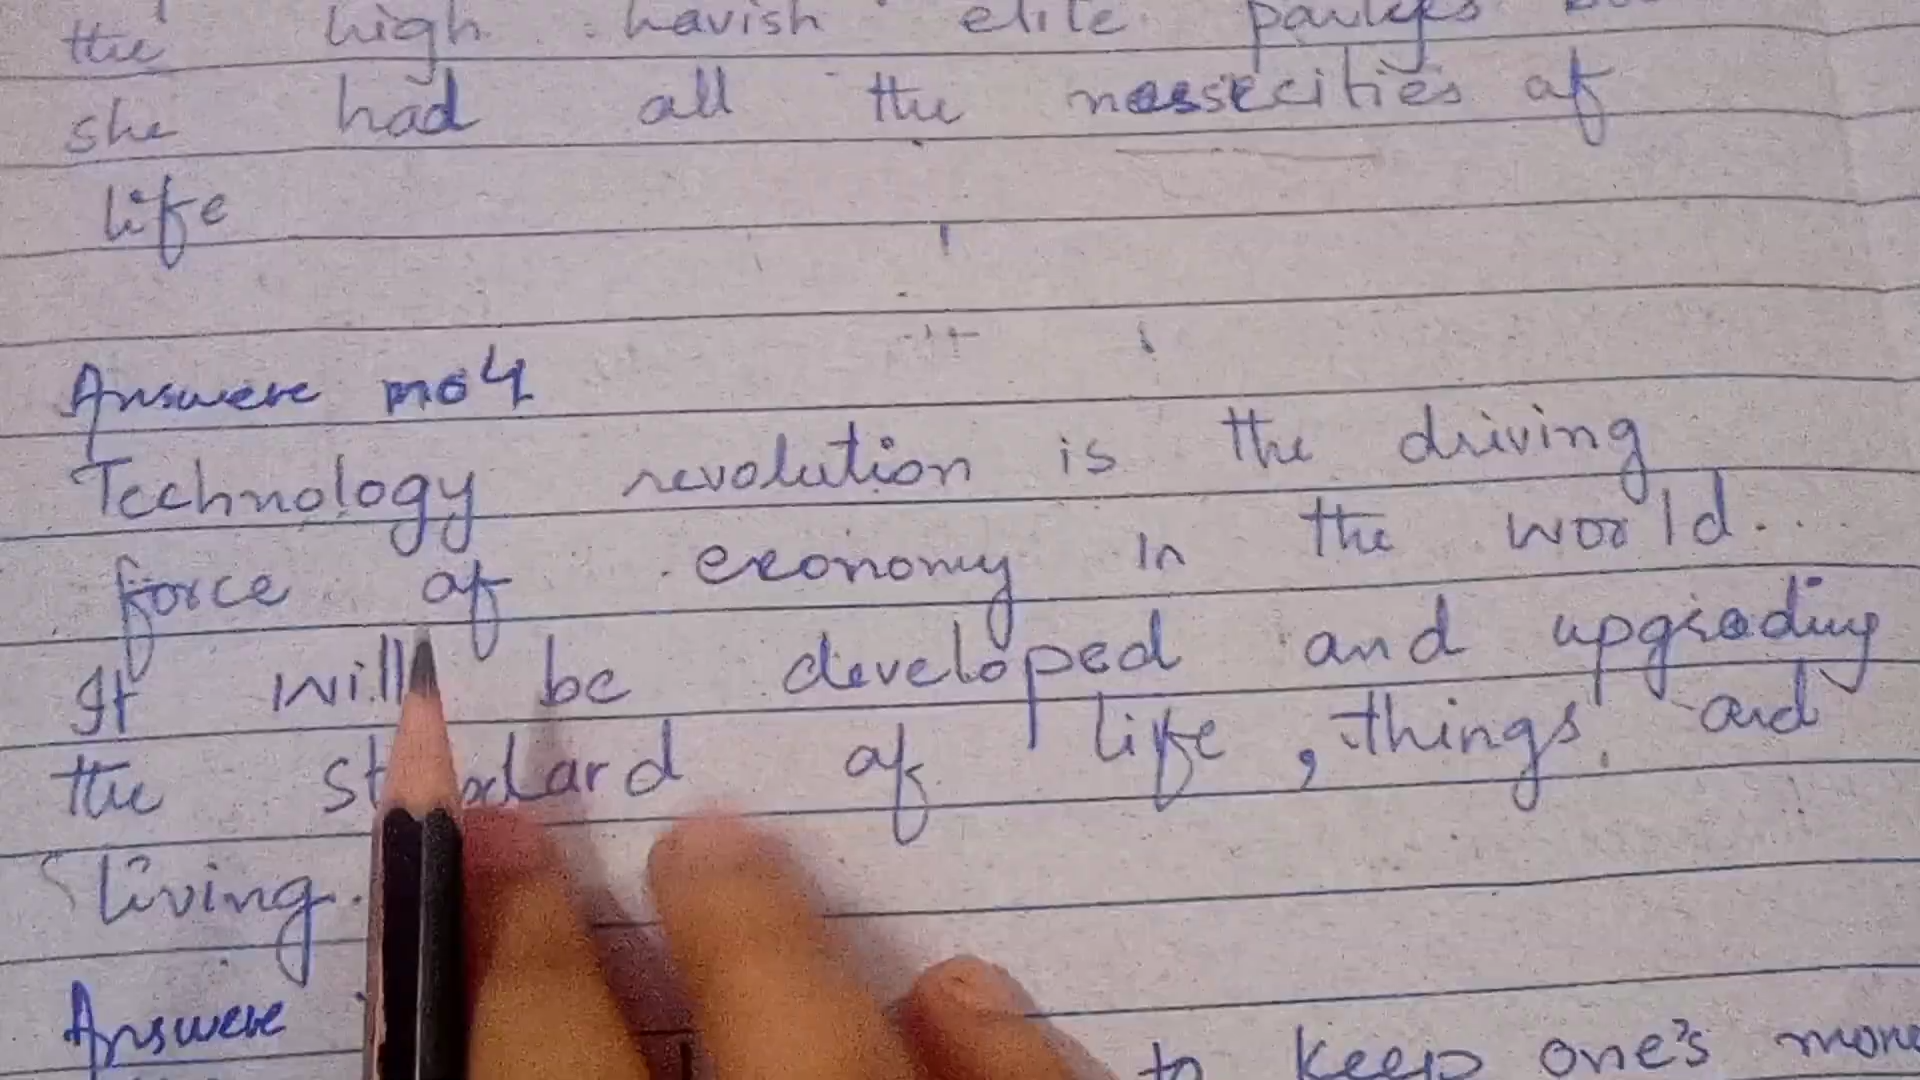 the high lavish elite
she had all the nessecities of
life
Answere no 4
Technology revolution is the driving
force of economy in the world.
It will be developed and upgrading
the standard of life, things and
living.
Answere
to keep one's